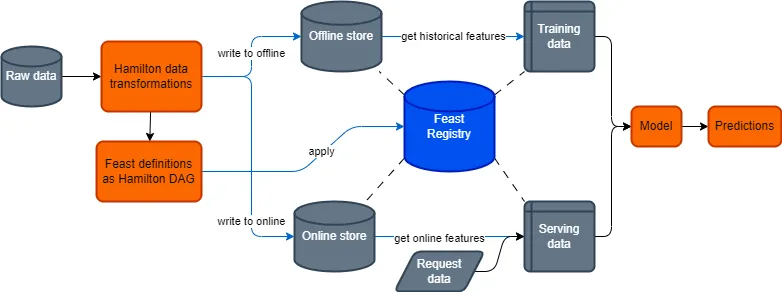 Raw data
Hamilton data
transformations
Feast definitions
as Hamilton DAG
write to offline
write to online
apply
Offline store
get historical features
Training
data
Feast
Registry
Online store
get online features
Request
data
Serving
data
Model
Predictions